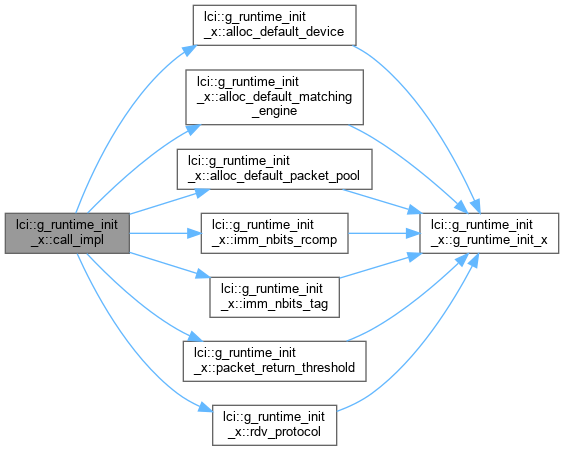 lci::g_runtime_init
_x::call_impl
lci::g_runtime_init
_x::alloc_default_device
lci::g_runtime_init
_x::alloc_default_matching
_engine
lci::g_runtime_init
_x::alloc_default_packet_pool
lci::g_runtime_init
_x::imm_nbits_rcomp
lci::g_runtime_init
_x::imm_nbits_tag
lci::g_runtime_init
_x::packet_return_threshold
lci::g_runtime_init
_x::rdv_protocol
lci::g_runtime_init
_x::g_runtime_init_x